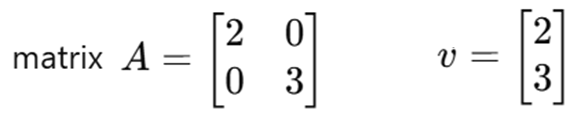 matrix A = [2 0; 0 3] v = [2; 3]